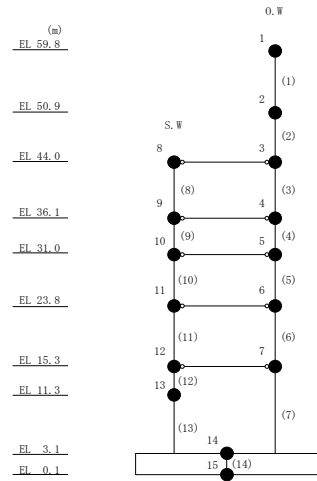 O.W
(m)
EL 59.8
1
(1)
EL 50.9
2
S.W
(2)
EL 44.0
8
3
(8)
(3)
EL 36.1
9
4
(9)
(4)
EL 31.0
10
5
(10)
(5)
EL 23.8
11
6
(11)
(6)
EL 15.3
12
7
(12)
EL 11.3
13
(13)
(7)
EL 3.1
14
EL 0.1
15
(14)